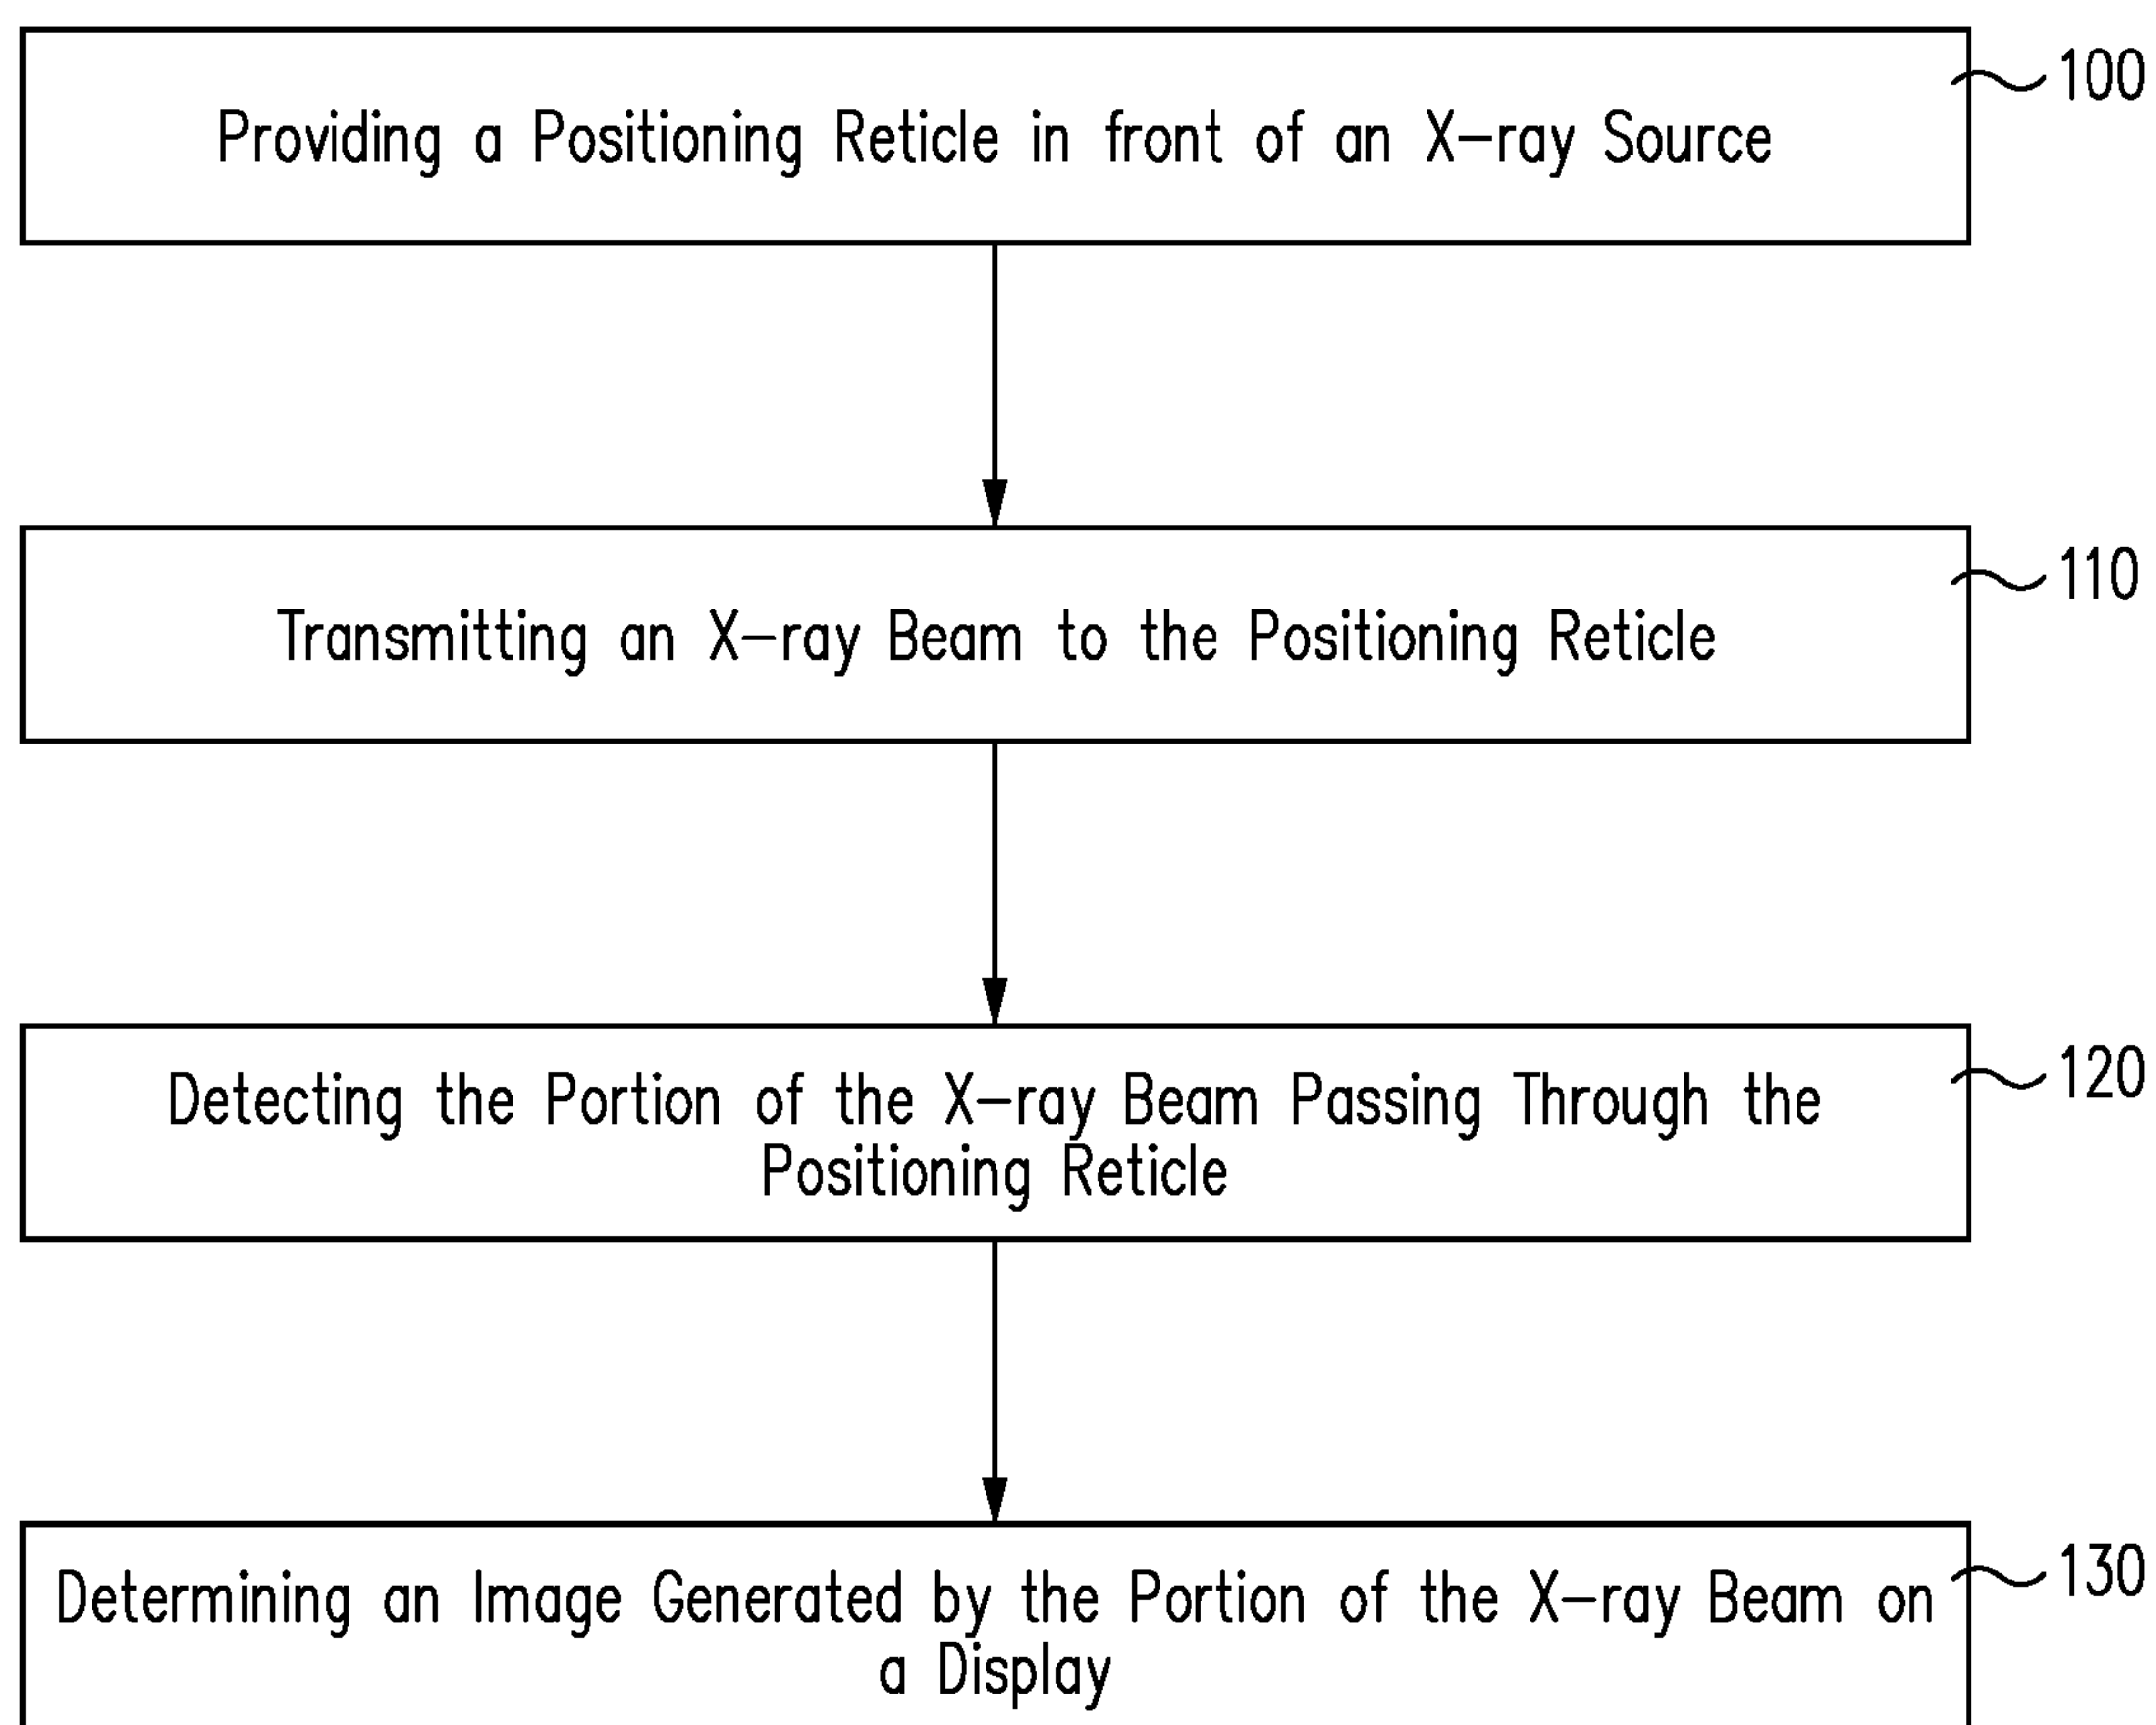 Providing a Positioning Reticle in front of an X-ray Source
100
Transmitting an X-ray Beam to the Positioning Reticle
110
Detecting the Portion of the X-ray Beam Passing Through the
Positioning Reticle
120
Determining an Image Generated by the Portion of the X-ray Beam on
a Display
130